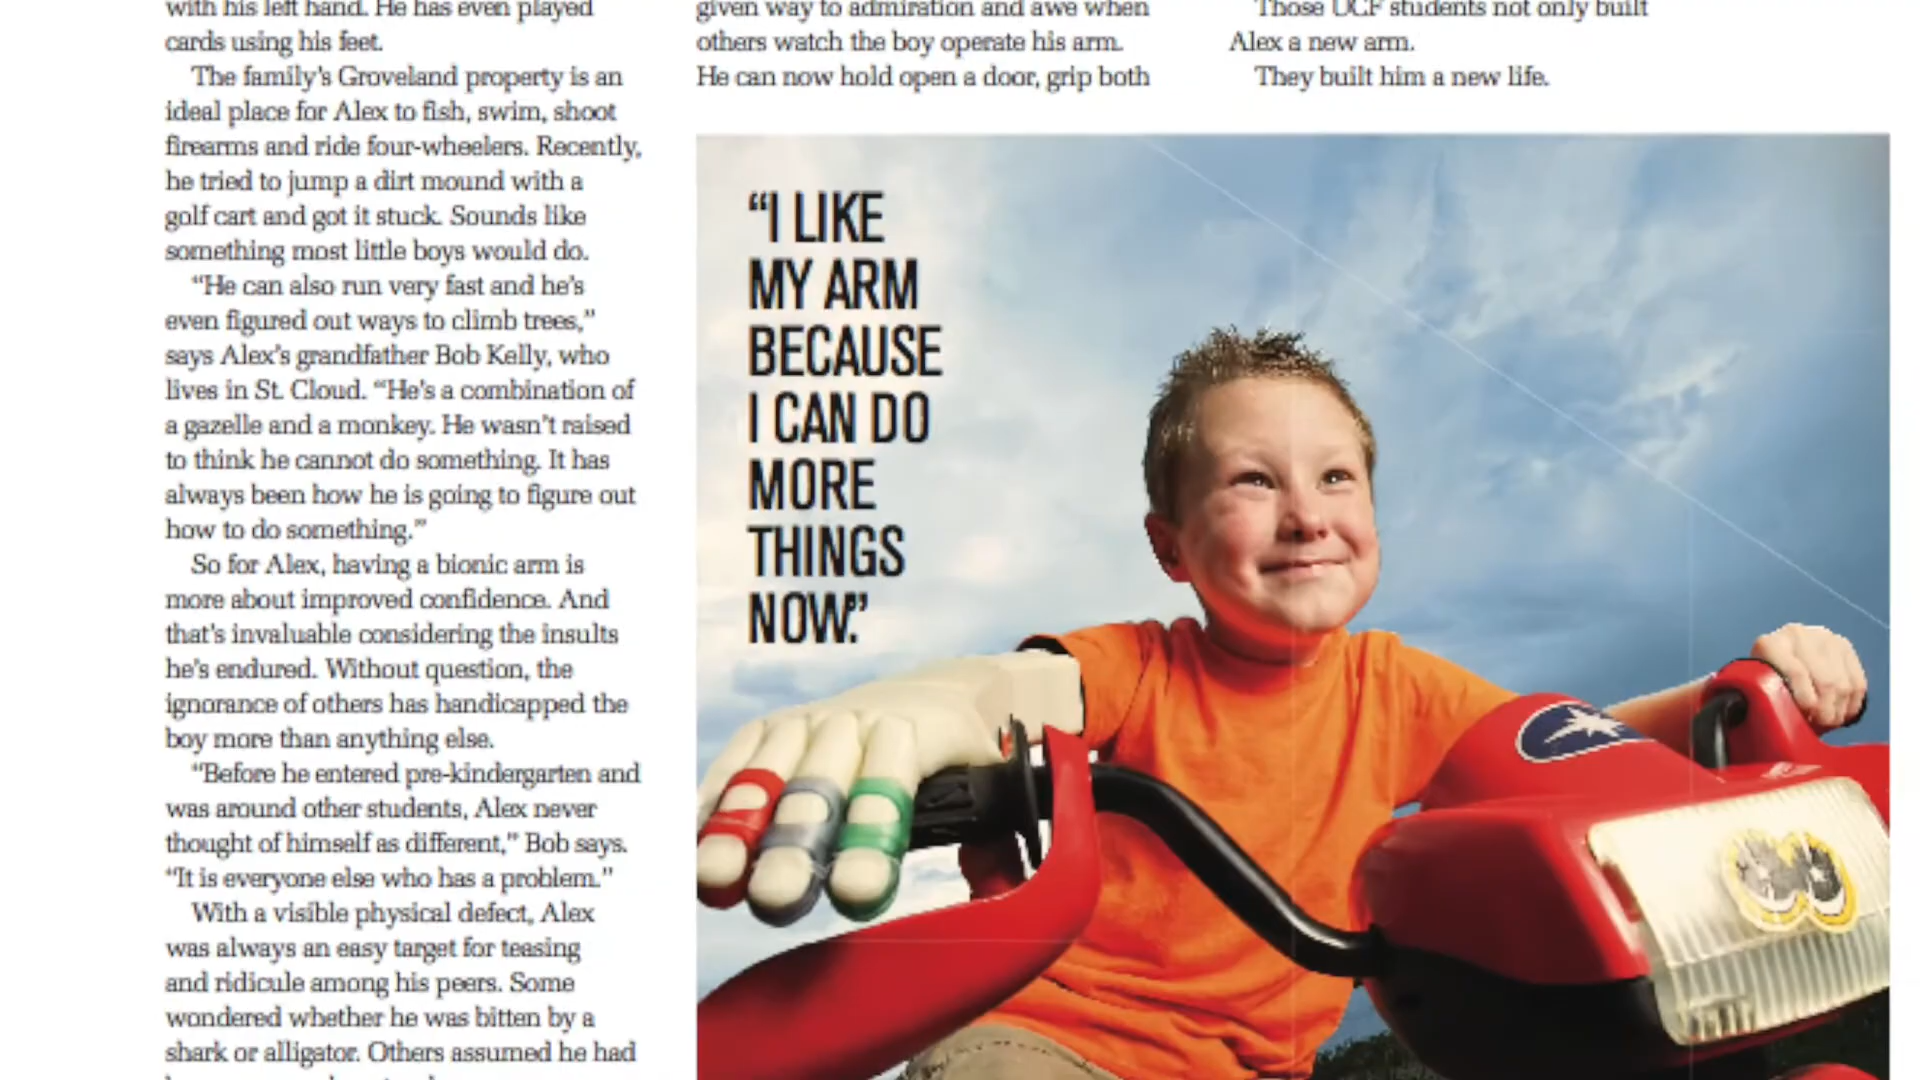 with his left hand. He has even played
cards using his feet.
The family's Groveland property is an
ideal place for Alex to fish, swim, shoot
firearms and ride four-wheelers. Recently,
he tried to jump a dirt mound with a
golf cart and got it stuck. Sounds like
something most little boys would do.
“He can also run very fast and he's
even figured out ways to climb trees,”
says Alex's grandfather Bob Kelly, who
lives in St. Cloud. “He's a combination of
a gazelle and a monkey. He wasn't raised
to think he cannot do something. It has
always been how he is going to figure out
how to do something.”
So for Alex, having a bionic arm is
more about improved confidence. And
that's invaluable considering the insults
he's endured. Without question, the
ignorance of others has handicapped the
boy more than anything else.
“Before he entered pre-kindergarten and
was around other students, Alex never
thought of himself as different,” Bob says.
“It is everyone else who has a problem.”
With a visible physical defect, Alex
was always an easy target for teasing
and ridicule among his peers. Some
wondered whether he was bitten by a
shark or alligator. Others assumed he had
given way to admiration and awe when
others watch the boy operate his arm.
He can now hold open a door, grip both
Those UCF students not only built
Alex a new arm.
They built him a new life.
“I LIKE
MY ARM
BECAUSE
I CAN DO
MORE
THINGS
NOW.”